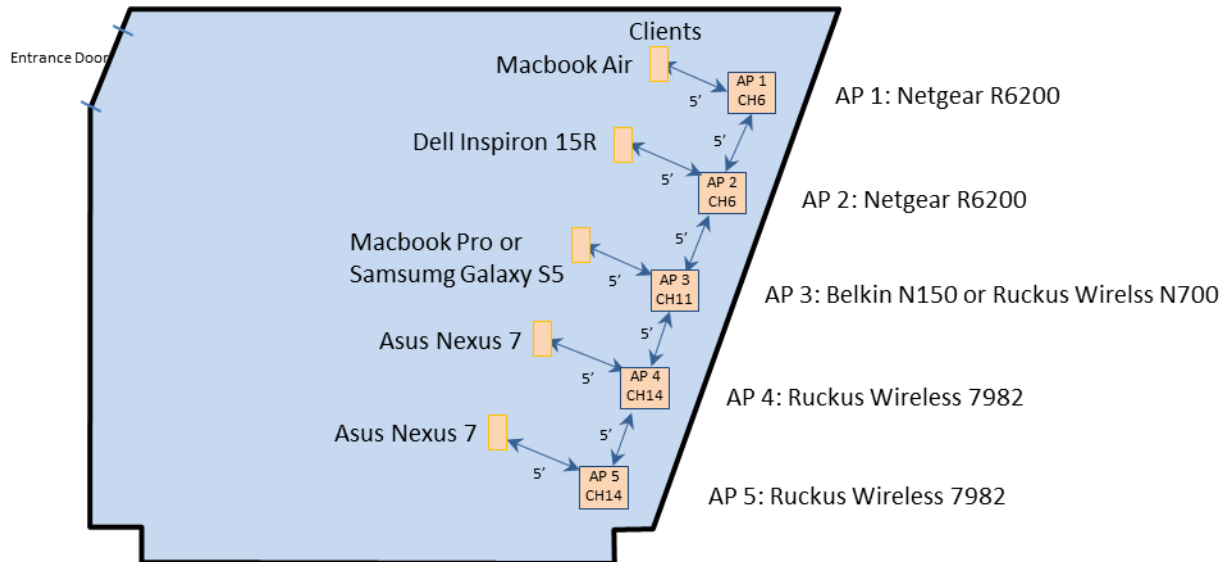 Clients
Entrance Door
Macbook Air
AP 1
CH6
5’
AP 1: Netgear R6200
5’
Dell Inspiron 15R
5’
AP 2
CH6
AP 2: Netgear R6200
5’
Macbook Pro or
Samsumg Galaxy S5
5’
AP 3
CH11
AP 3: Belkin N150 or Ruckus Wirelss N700
5’
Asus Nexus 7
5’
AP 4
CH14
AP 4: Ruckus Wireless 7982
5’
Asus Nexus 7
5’
AP 5
CH14
AP 5: Ruckus Wireless 7982